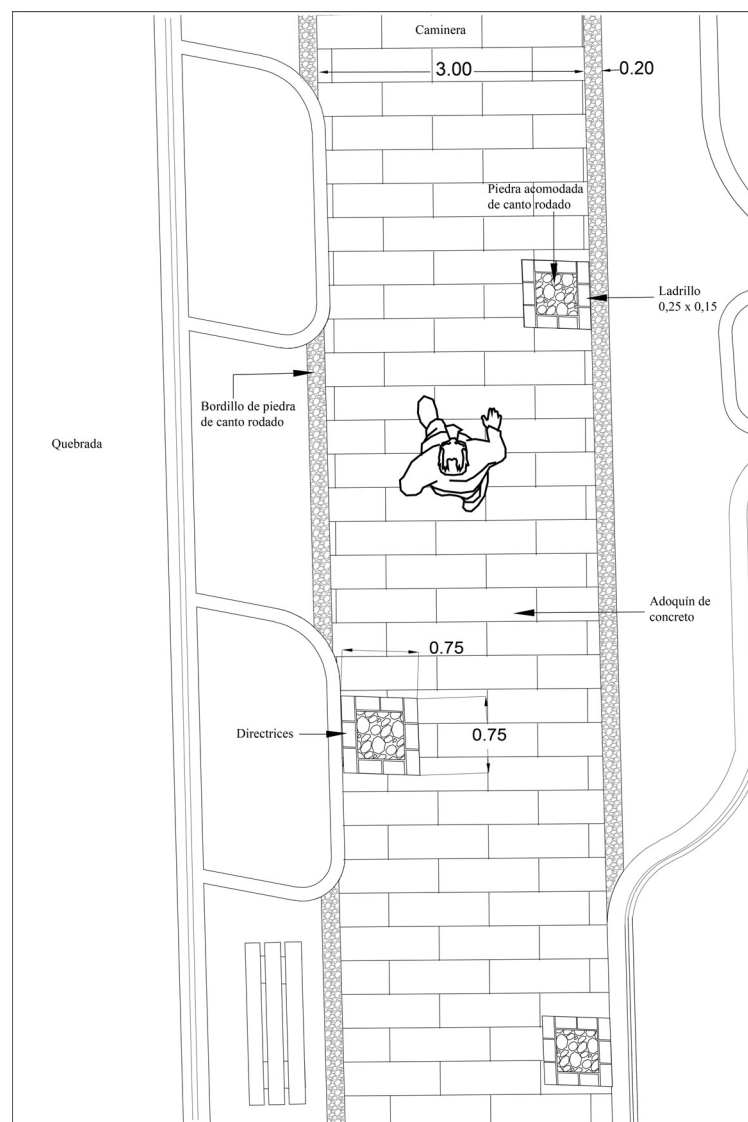 Caminera
3.00
0.20
Piedra acomodada
de canto rodado
Ladrillo
0,25 x 0,15
Bordillo de piedra
de canto rodado
Quebrada
Adoquín de
concreto
0.75
Directrices
0.75